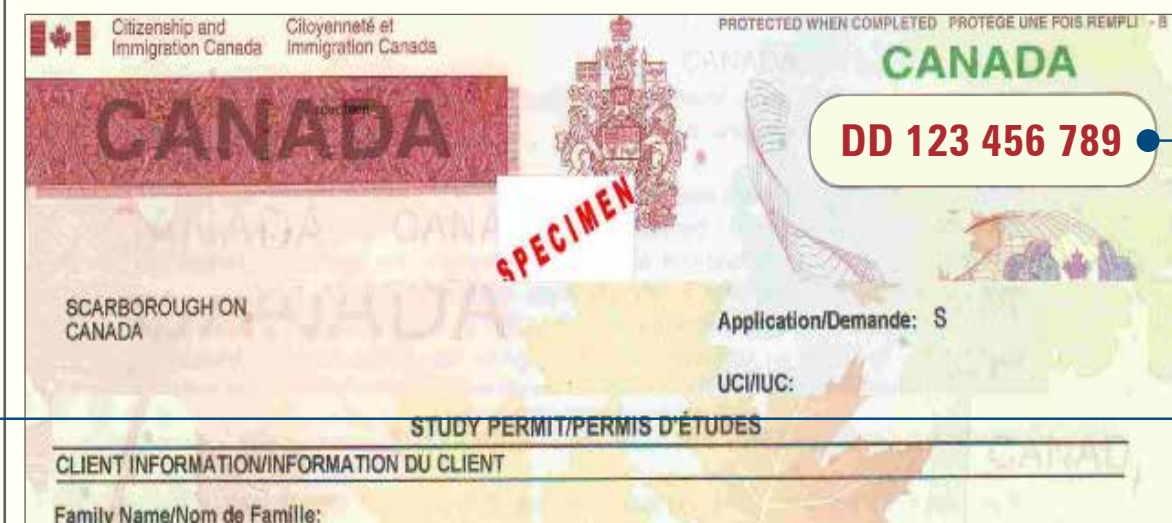 Citizenship and Immigration Canada
Citoyenneté et Immigration Canada
PROTECTED WHEN COMPLETED PROTÉGÉ UNE FOIS REMPLI - B
CANADA
CANADA
specimen
DD 123 456 789
SPECIMEN
SCARBOROUGH ON
CANADA
Application/Demande: S
UCI/IUC:
STUDY PERMIT/PERMIS D'ÉTUDES
CLIENT INFORMATION/INFORMATION DU CLIENT
Family Name/Nom de Famille: